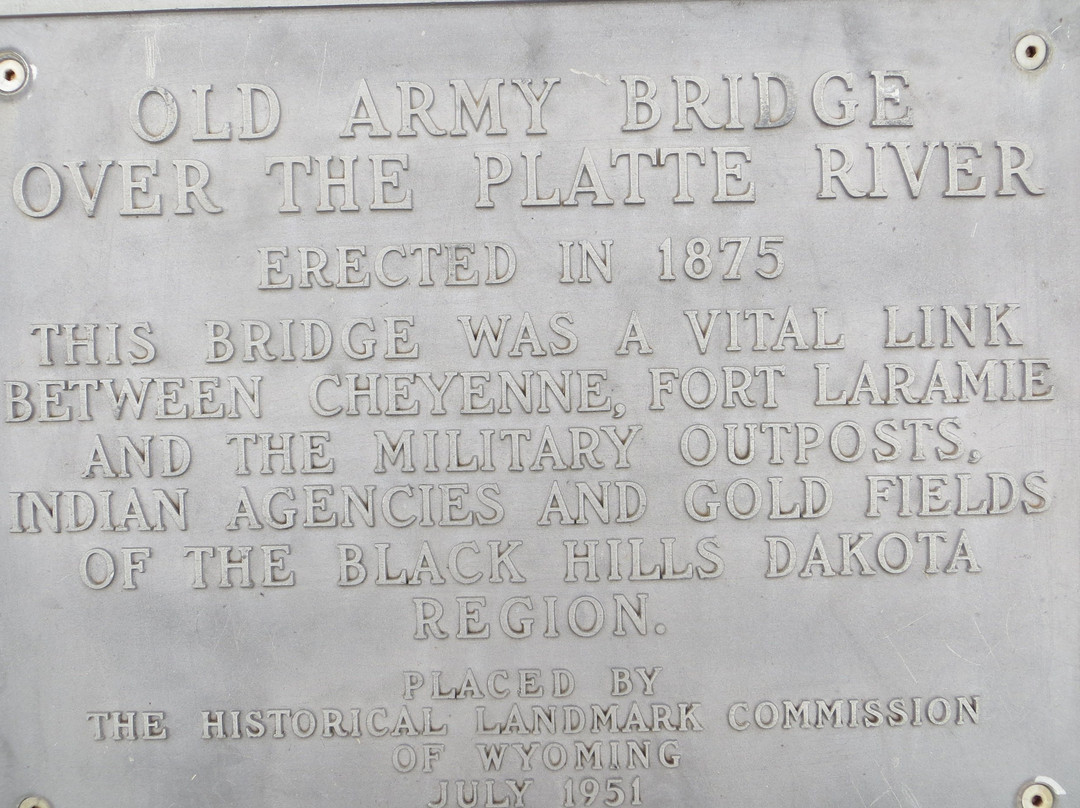 OLD ARMY BRIDGE
OVER THE PLATTE RIVER
ERECTED IN 1875
THIS BRIDGE WAS A VITAL LINK
BETWEEN CHEYENNE, FORT LARAMIE
AND THE MILITARY OUTPOSTS,
INDIAN AGENCIES AND GOLD FIELDS
OF THE BLACK HILLS DAKOTA
REGION.
PLACED BY
THE HISTORICAL LANDMARK COMMISSION
OF WYOMING
JULY 1951